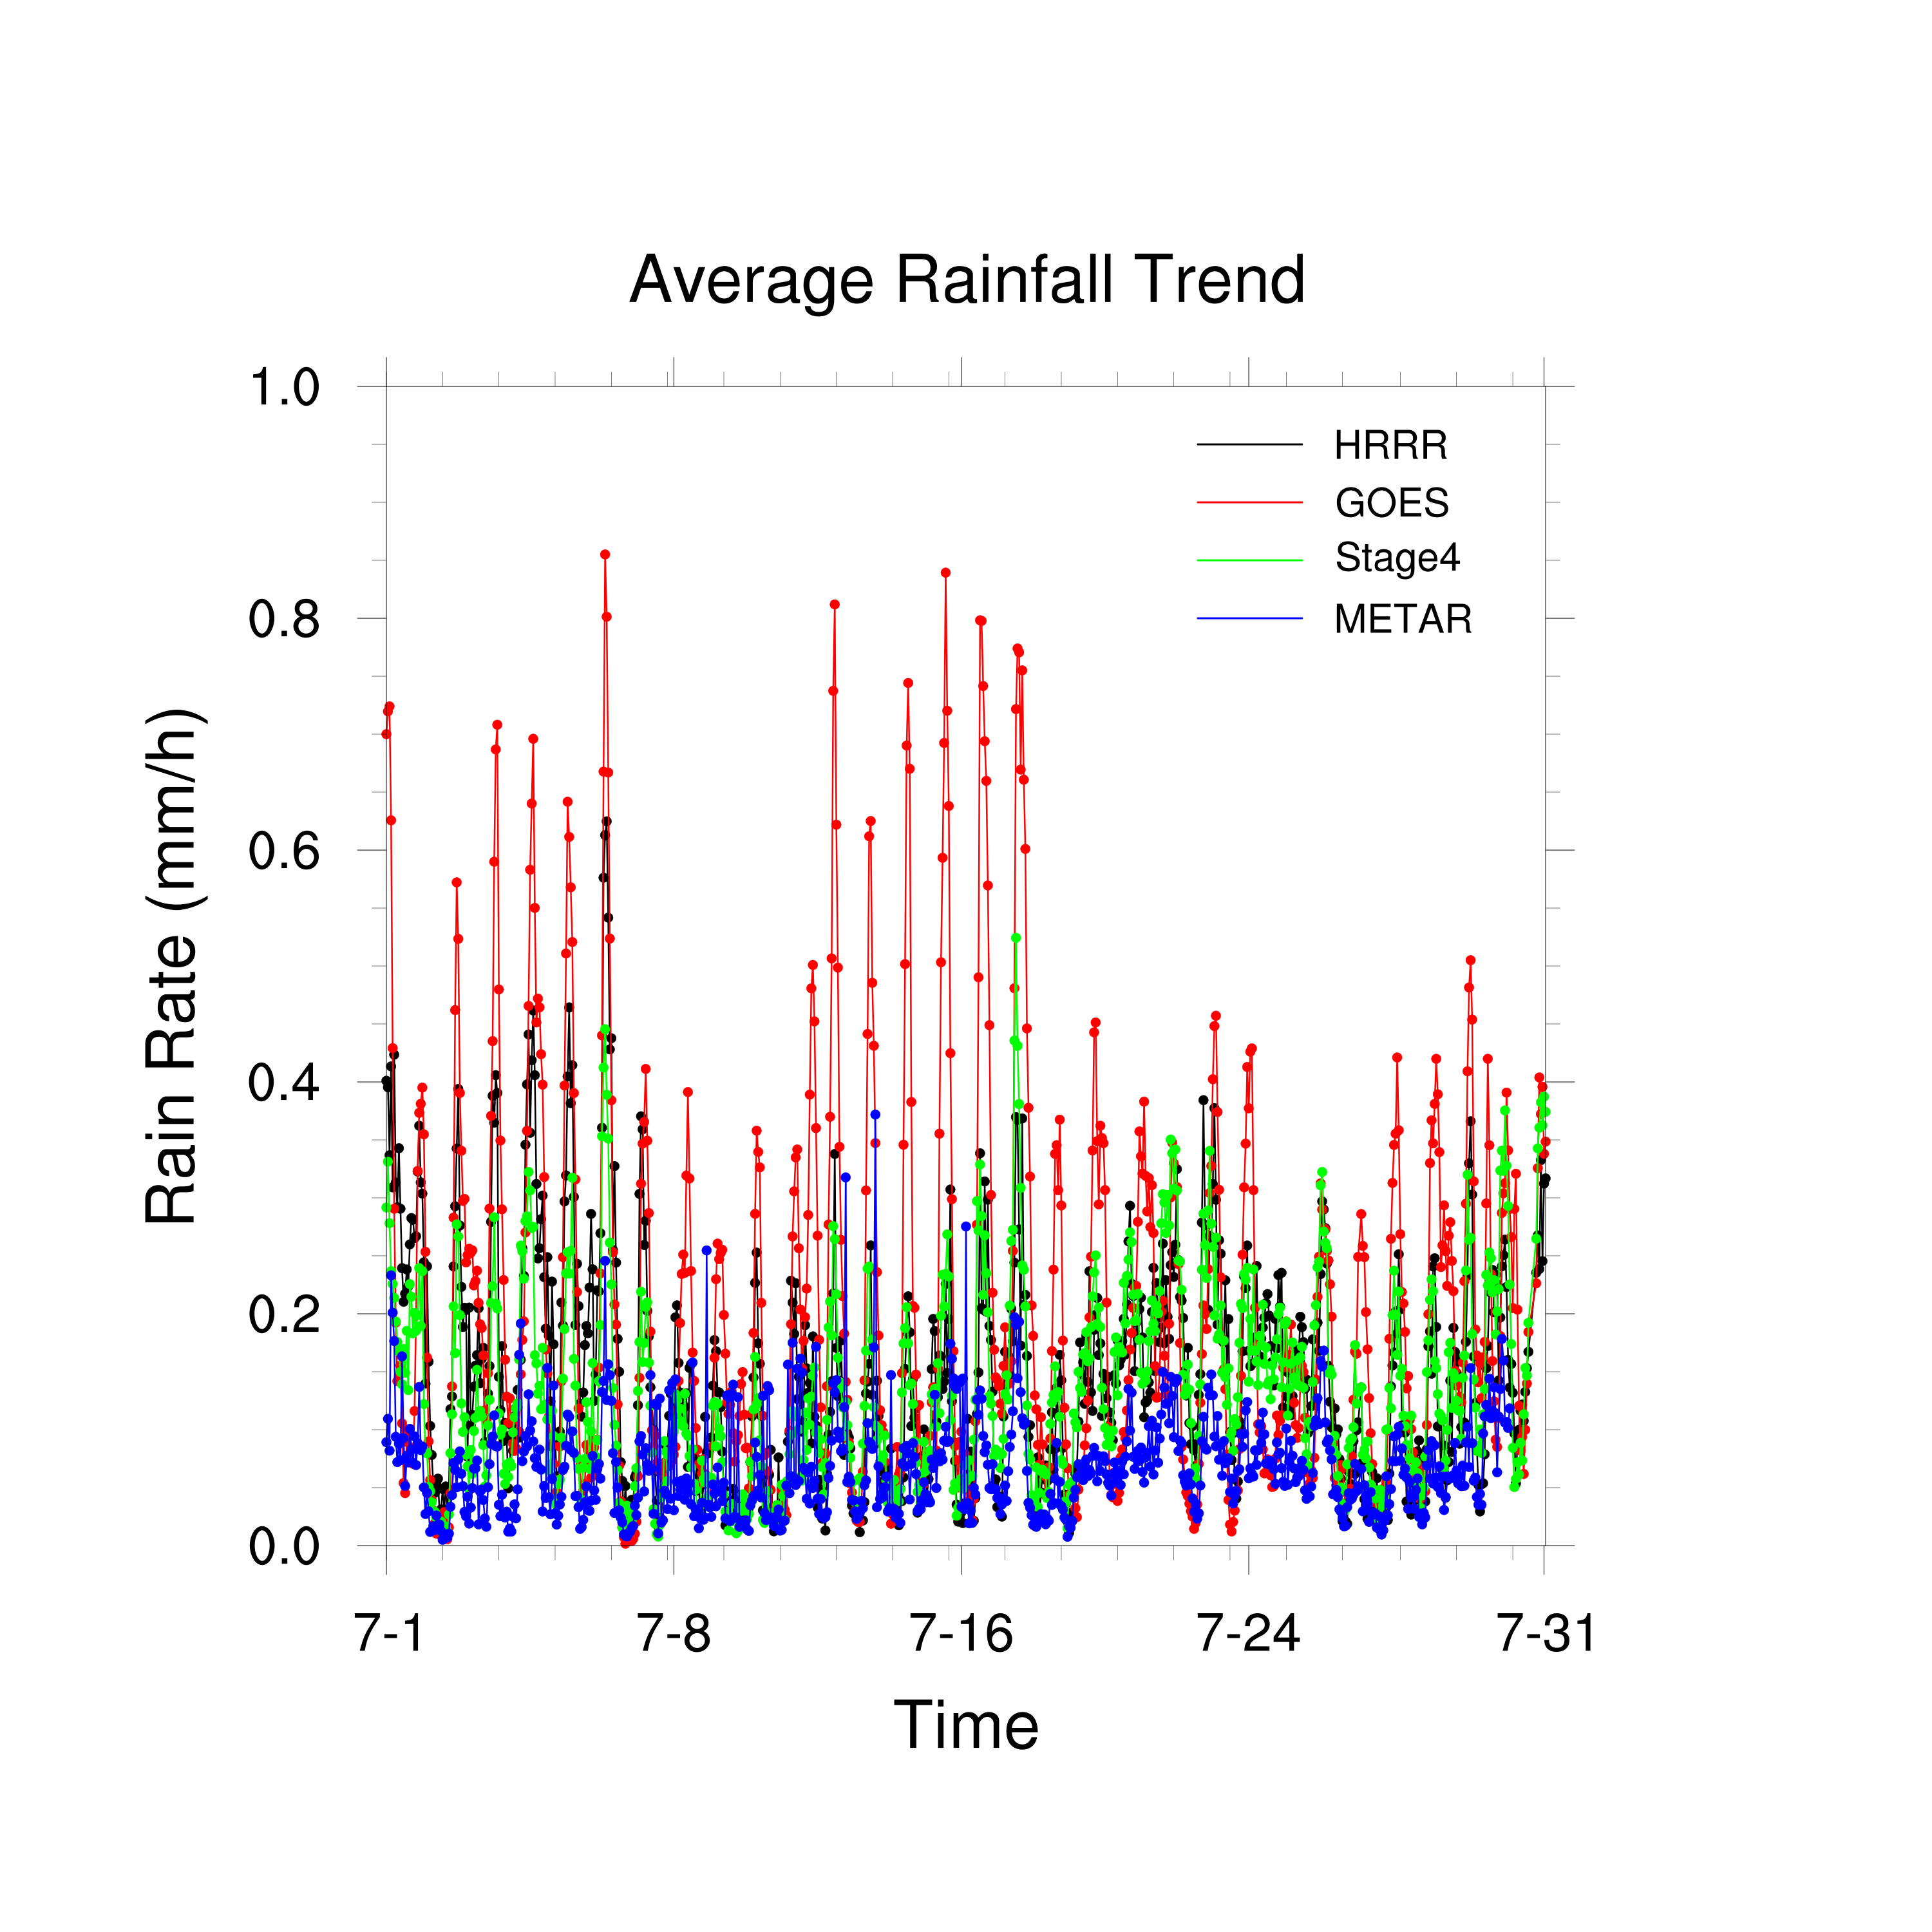 Average Rainfall Trend
1.0
0.8
0.6
0.4
0.2
0.0
Rain Rate (mm/h)
HRRR
GOES
Stage4
METAR
7-1
7-8
7-16
7-24
7-31
Time